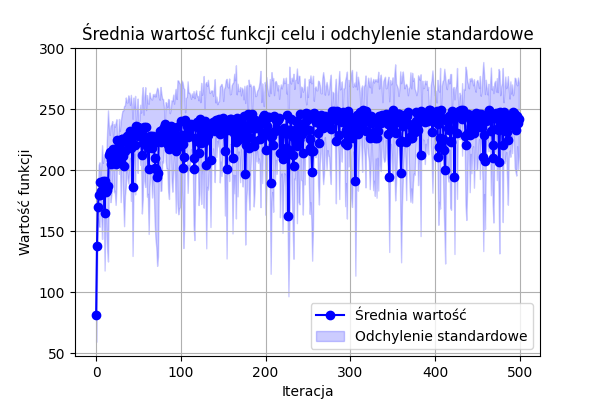 Średnia wartość funkcji celu i odchylenie standardowe
300
250
200
150
100
50
Wartość funkcji
0
100
200
300
400
500
Iteracja
Średnia wartość
Odchylenie standardowe